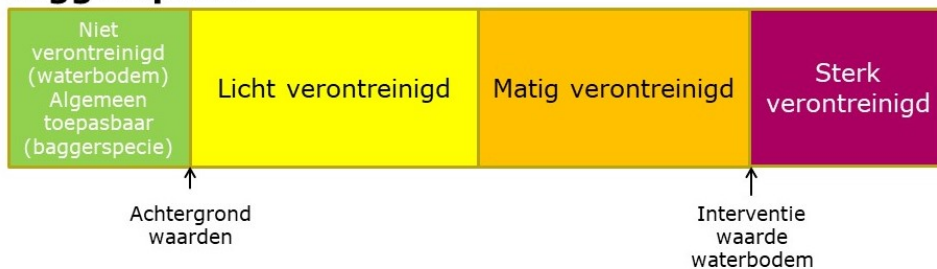 Niet
verontreinigd
(waterbodem)
Algemeen
toepasbaar
(baggerspecie)
Licht verontreinigd
Matig verontreinigd
Sterk
verontreinigd
Achtergrond
waarden
Interventie
waarde
waterbodem